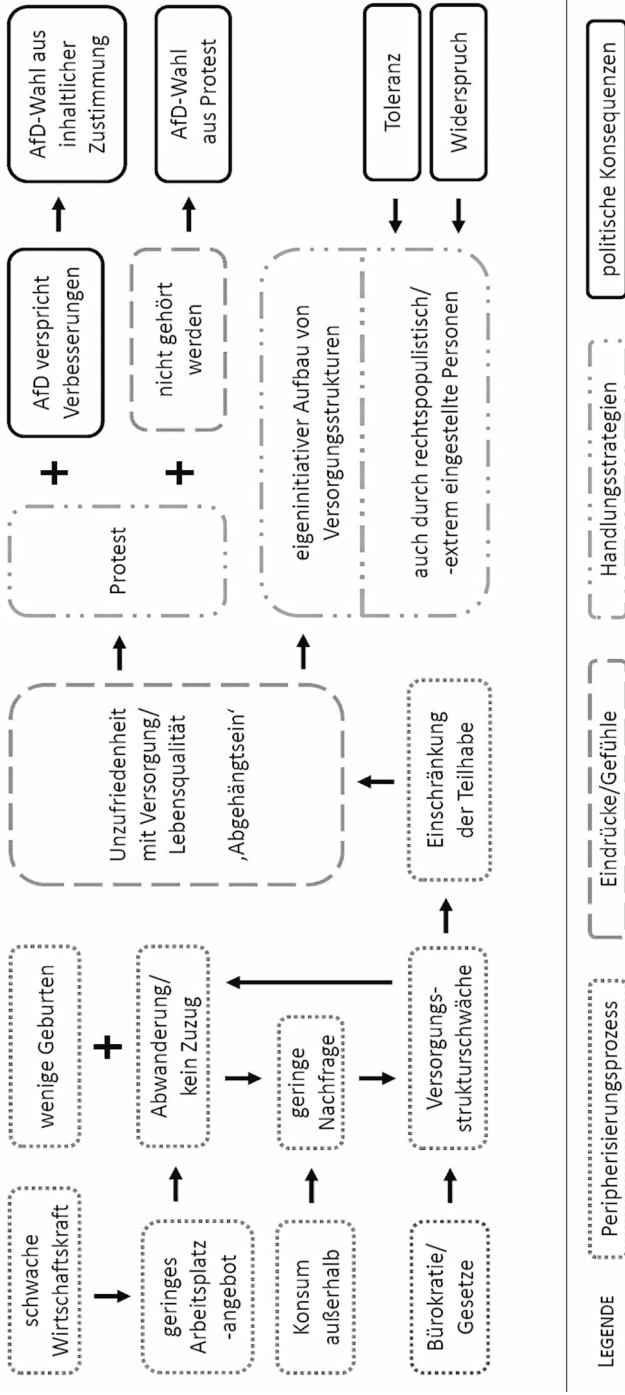 schwache
Wirtschaftskraft
wenige Geburten
geringes
Arbeitsplatz
-angebot
Abwanderung/
kein Zuzug
Konsum
außerhalb
geringe
Nachfrage
Bürokratie/
Gesetze
Versorgungs-
strukturschwäche
Einschränkung
der Teilhabe
Unzufriedenheit
mit Versorgung/
Lebensqualität
‚Abgehängtsein‘
Protest
+
+
+
AfD verspricht
Verbesserungen
AfD-Wahl aus
inhaltlicher
Zustimmung
nicht gehört
werden
AfD-Wahl
aus Protest
eigeninitiativer Aufbau von
Versorgungsstrukturen
auch durch rechtspopulistisch/
-extrem eingestellte Personen
Toleranz
Widerspruch
LEGENDE
Peripherisierungsprozess
Eindrücke/Gefühle
Handlungsstrategien
politische Konsequenzen